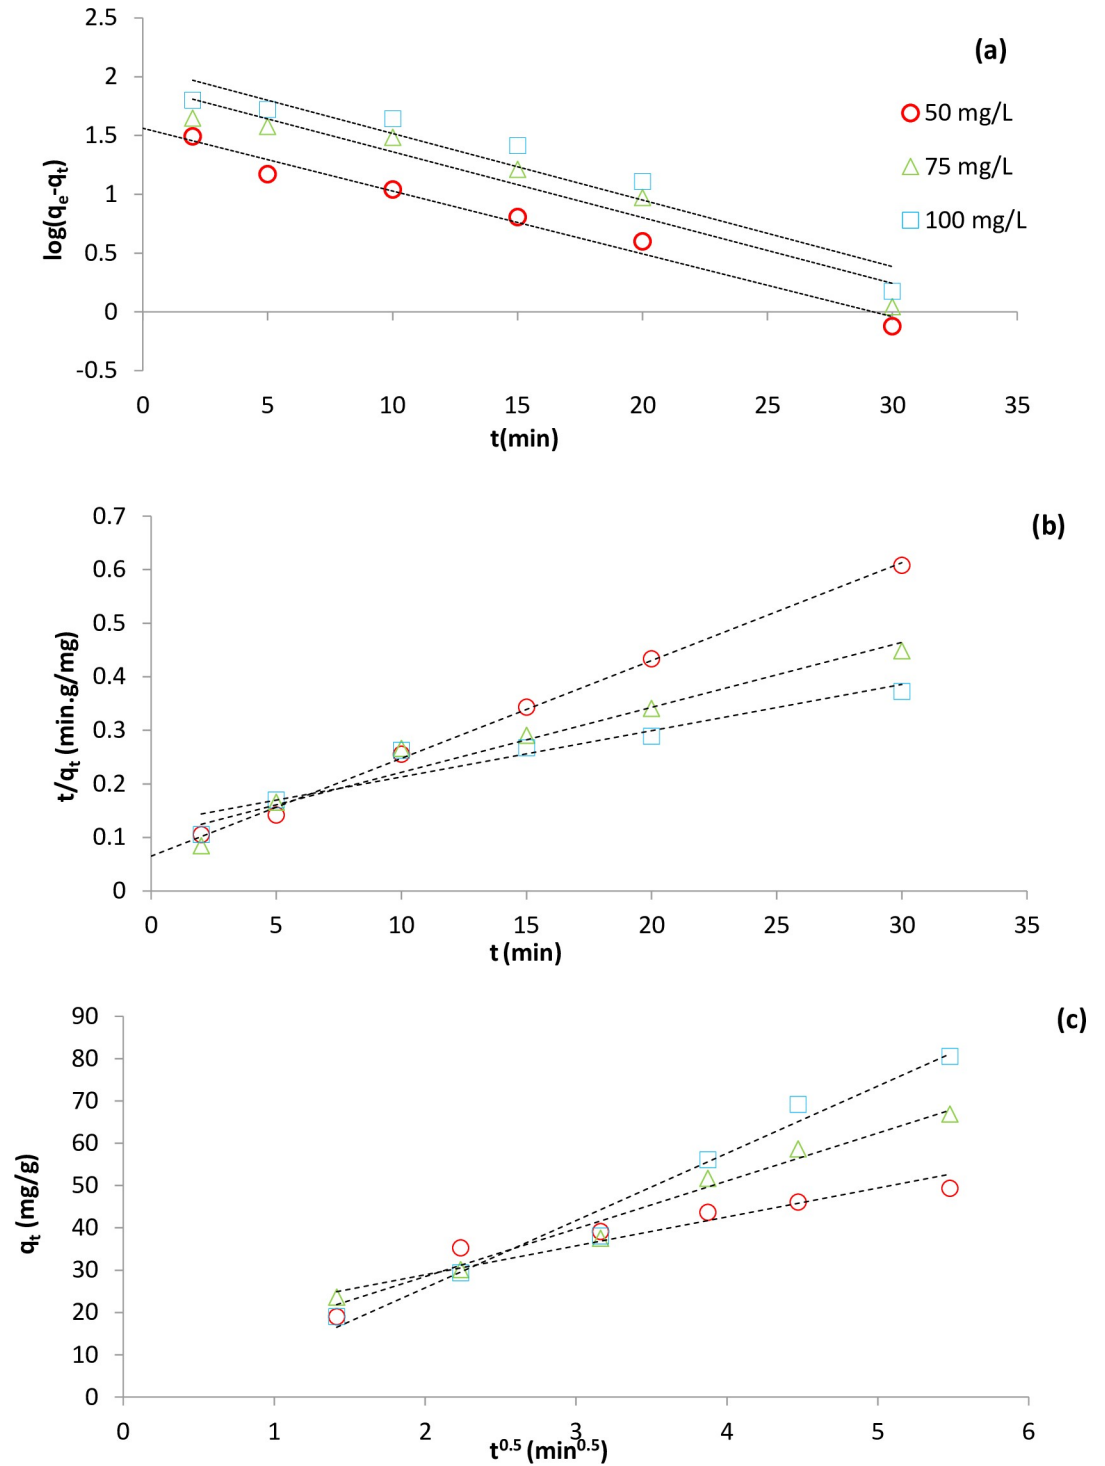 2.5
(a)
2
50 mg/L
1.5
75 mg/L
1
100 mg/L
0.5
0
-0.5
log(qe-qt)
0 5 10 15 20 25 30 35
t(min)
0.7
(b)
0.6
0.5
0.4
0.3
0.2
0.1
0
t/qt (min.g/mg)
0 5 10 15 20 25 30 35
t (min)
90
(c)
80
70
60
50
40
30
20
10
0
qt (mg/g)
0 1 2 3 4 5 6
t0.5 (min0.5)